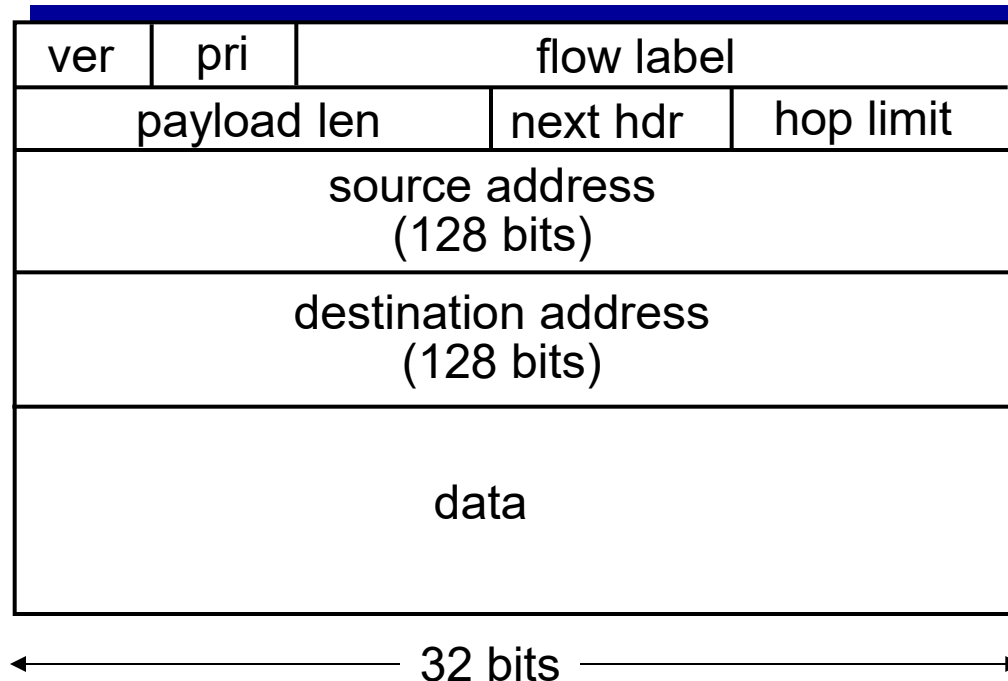 ver pri flow label
payload len next hdr hop limit
source address
(128 bits)
destination address
(128 bits)
data
32 bits